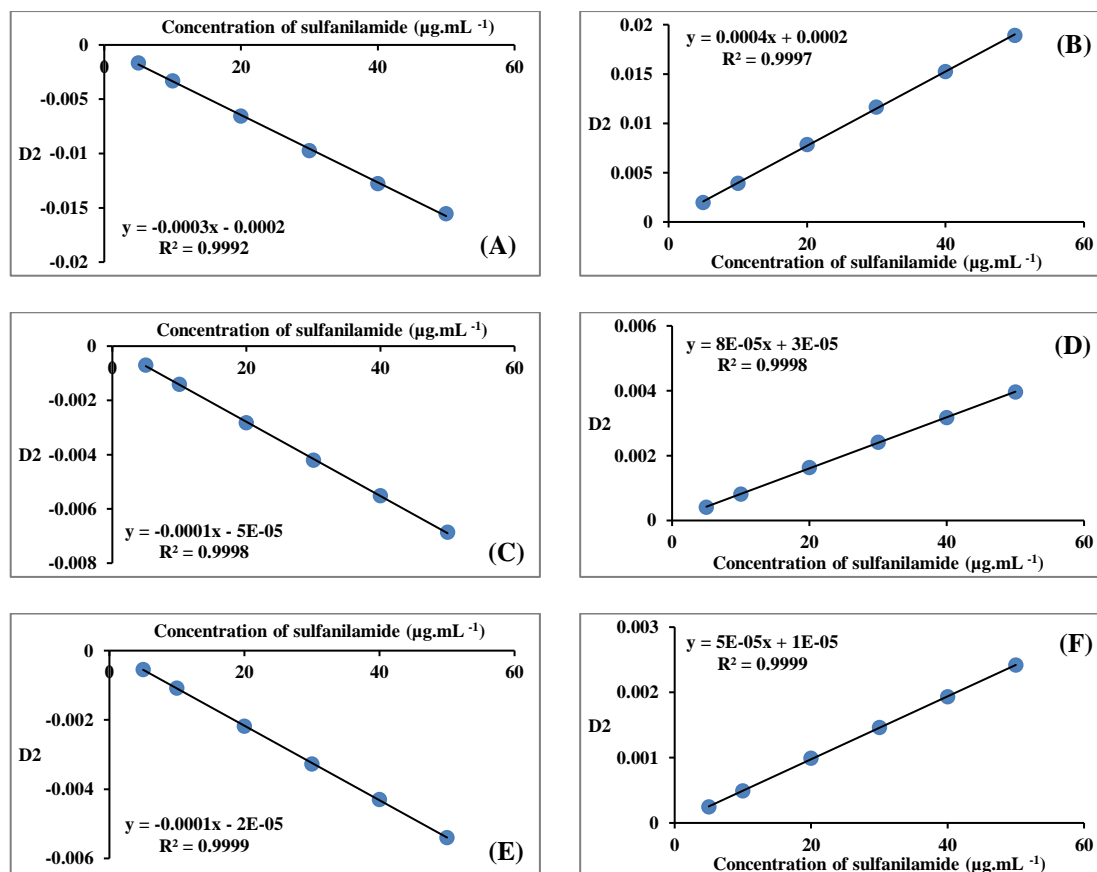 Concentration of sulfanilamide (µg.mL ⁻¹)
0
0 20 40 60
-0.005
D2
-0.01
-0.015
-0.02
y = -0.0003x - 0.0002
R² = 0.9992
(A)
y = 0.0004x + 0.0002
R² = 0.9997
(B)
0.02
0.015
D2
0.01
0.005
0
0 20 40 60
Concentration of sulfanilamide (µg.mL ⁻¹)
Concentration of sulfanilamide (µg.mL ⁻¹)
0
0 20 40 60
-0.002
-0.004
D2
-0.006
-0.008
y = -0.0001x - 5E-05
R² = 0.9998
(C)
0.006
y = 8E-05x + 3E-05
R² = 0.9998
(D)
0.004
D2
0.002
0
0 20 40 60
Concentration of sulfanilamide (µg.mL ⁻¹)
Concentration of sulfanilamide (µg.mL ⁻¹)
0
0 20 40 60
-0.002
D2
-0.004
-0.006
y = -0.0001x - 2E-05
R² = 0.9999
(E)
0.003
y = 5E-05x + 1E-05
R² = 0.9999
(F)
0.002
D2
0.001
0
0 20 40 60
Concentration of sulfanilamide (µg.mL ⁻¹)